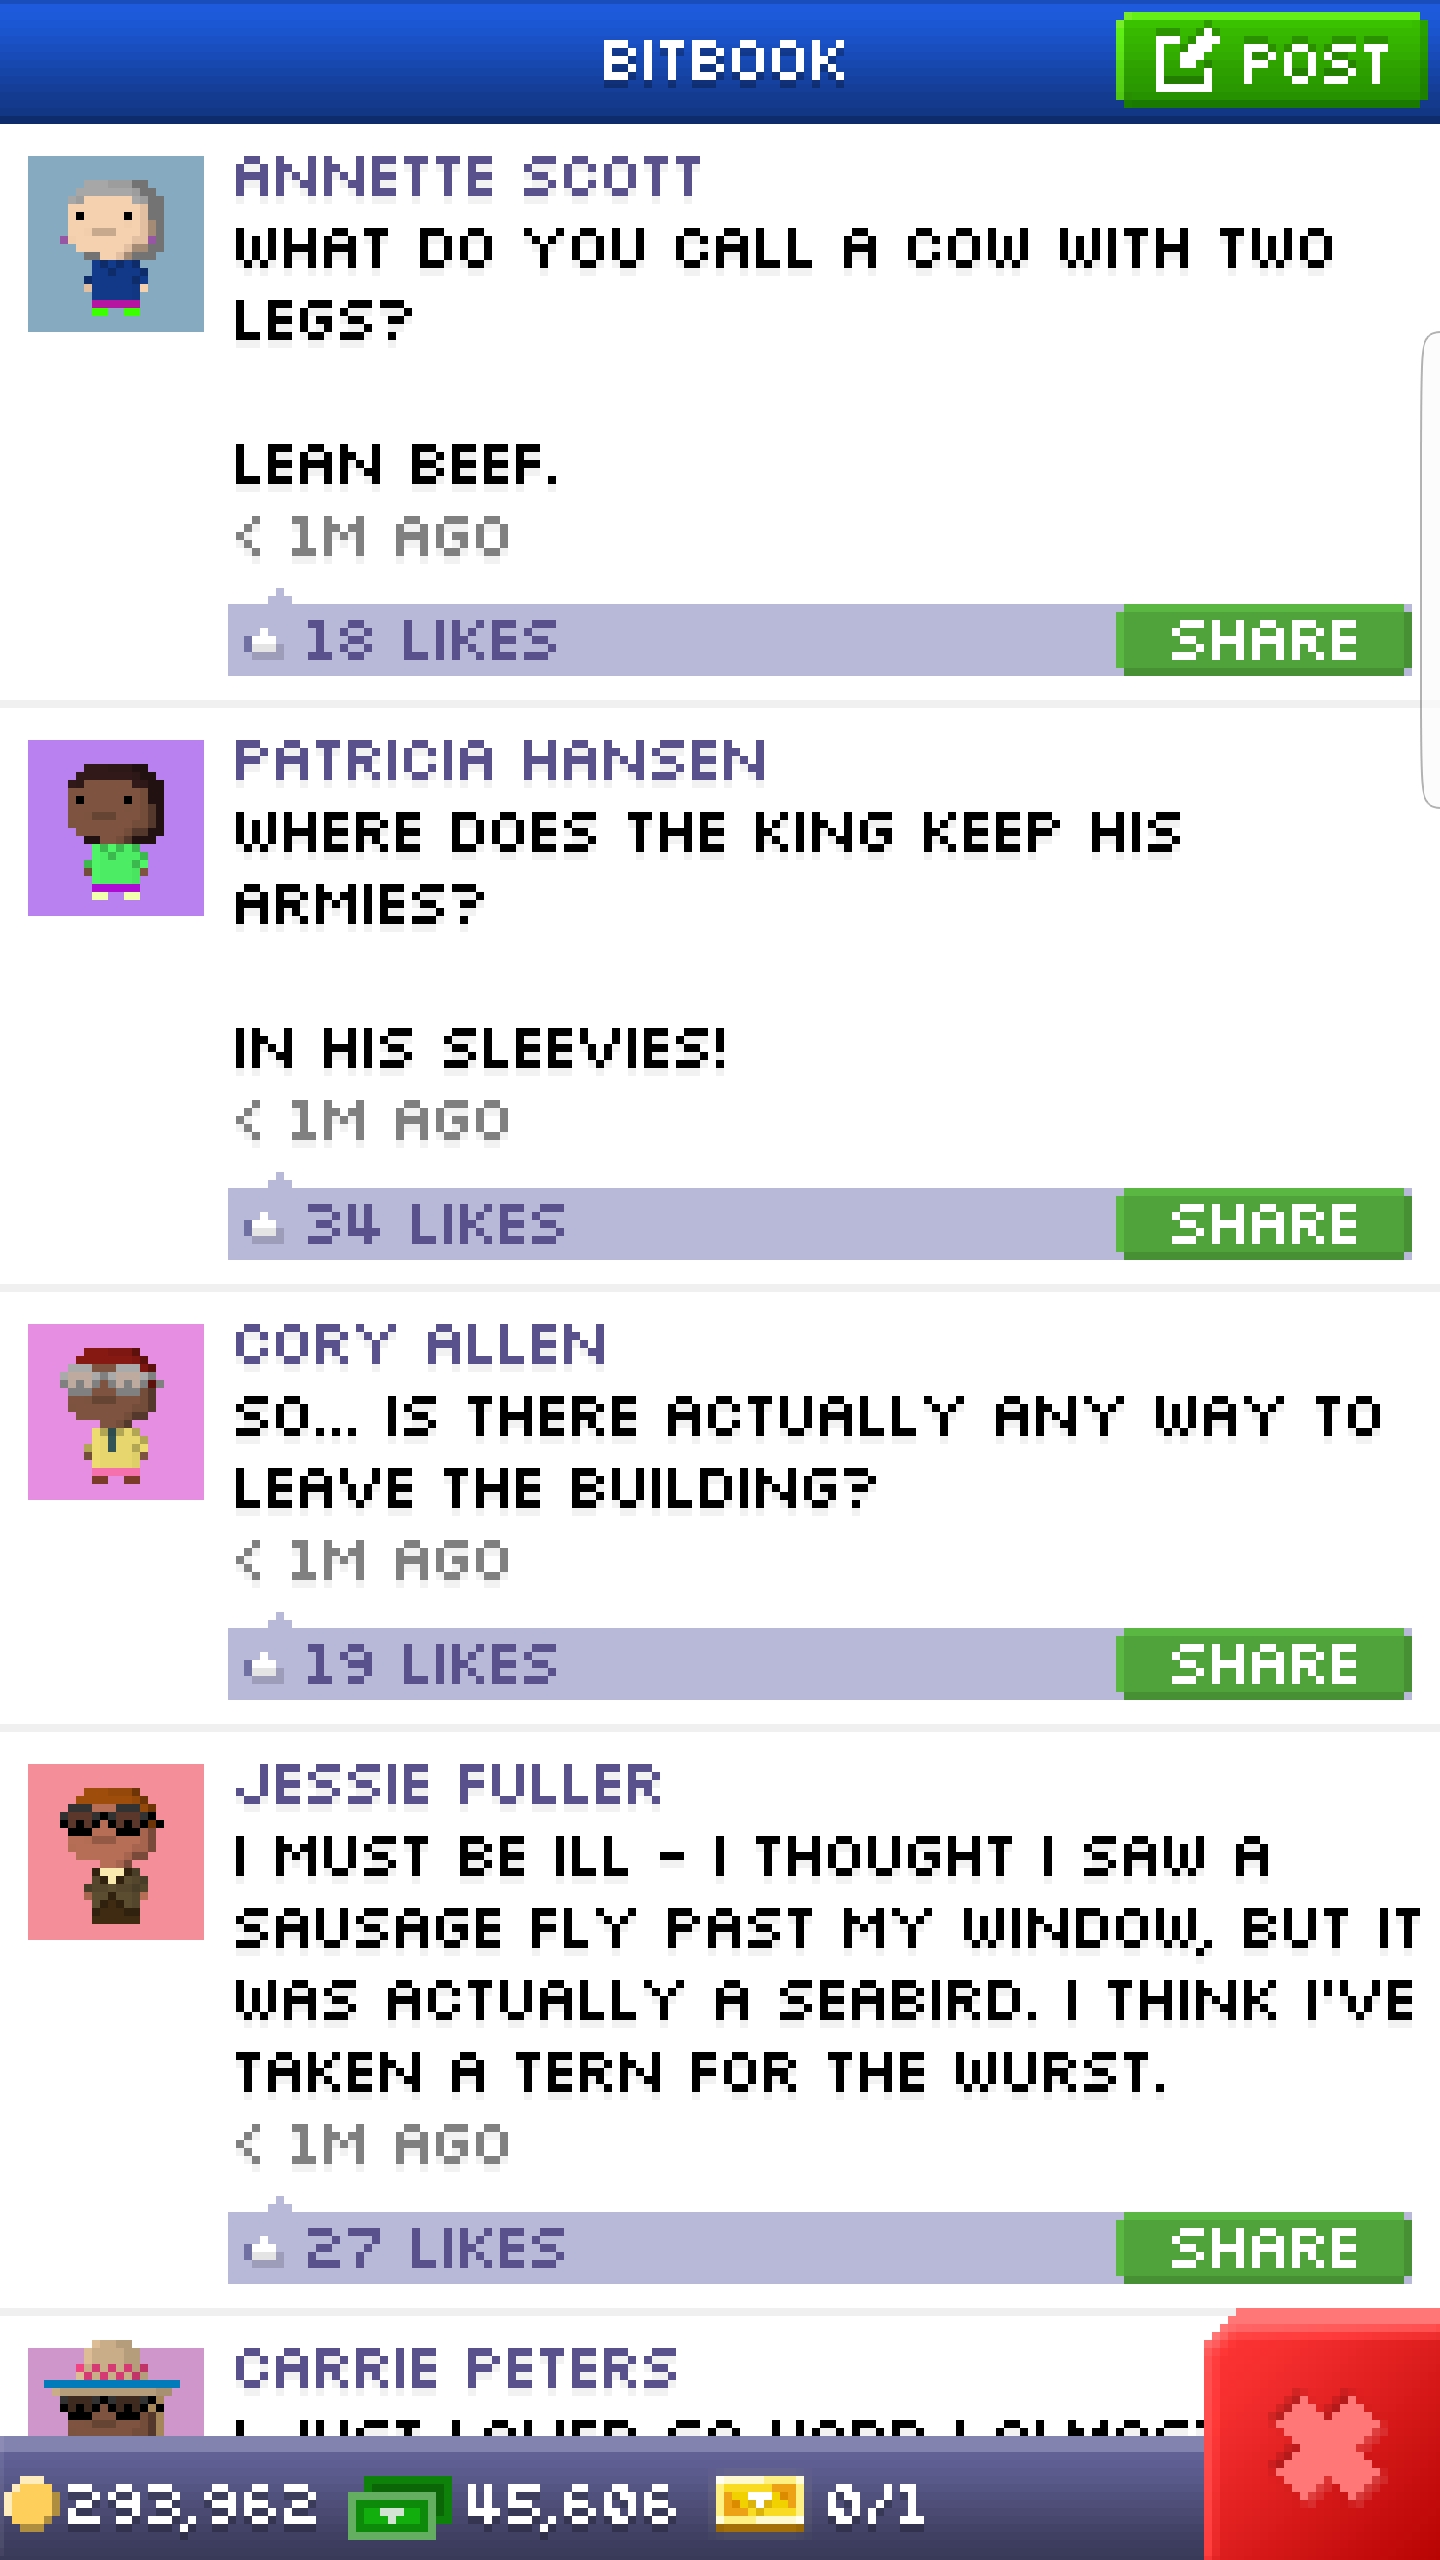 BITBOOK
POST
ANNETTE SCOTT
WHAT DO YOU CALL A COW WITH TWO
LEGS?
LEAN BEEF.
< 1M AGO
18 LIKES
SHARE
PATRICIA HANSEN
WHERE DOES THE KING KEEP HIS
ARMIES?
IN HIS SLEEVIES!
< 1M AGO
34 LIKES
SHARE
CORY ALLEN
SO... IS THERE ACTUALLY ANY WAY TO
LEAVE THE BUILDING?
< 1M AGO
19 LIKES
SHARE
JESSIE FULLER
I MUST BE ILL - I THOUGHT I SAW A
SAUSAGE FLY PAST MY WINDOW, BUT IT
WAS ACTUALLY A SEABIRD. I THINK I'VE
TAKEN A TERN FOR THE WURST.
< 1M AGO
27 LIKES
SHARE
CARRIE PETERS
I JUST
293,962
45,606
0/1